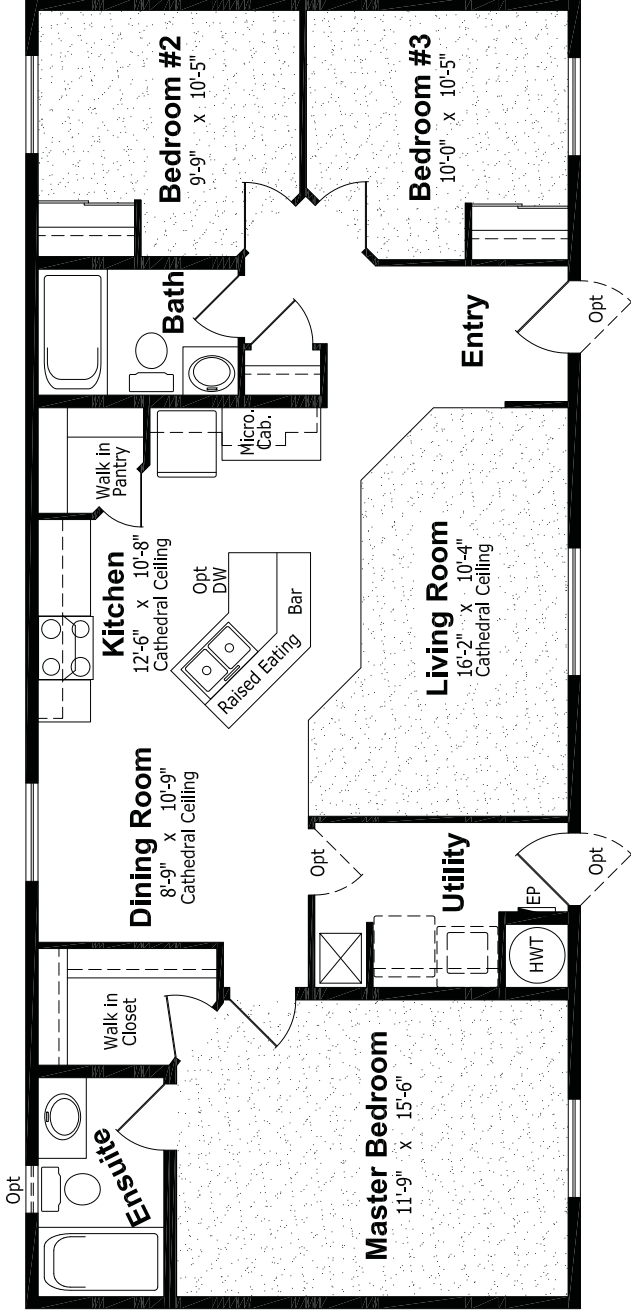 Opt
Ensuite
Walk in
Closet
Master Bedroom
11'-9" x 15'-6"
Dining Room
8'-9" x 10'-9"
Cathedral Ceiling
Opt
Utility
EP
HWT
Opt
Kitchen
12'-6" x 10'-8"
Cathedral Ceiling
Walk in
Pantry
Opt
DW
Bar
Raised Eating
Micro.
Cab.
Living Room
16'-2" x 10'-4"
Cathedral Ceiling
Bath
Entry
Opt
Bedroom #2
9'-9" x 10'-5"
Bedroom #3
10'-0" x 10'-5"